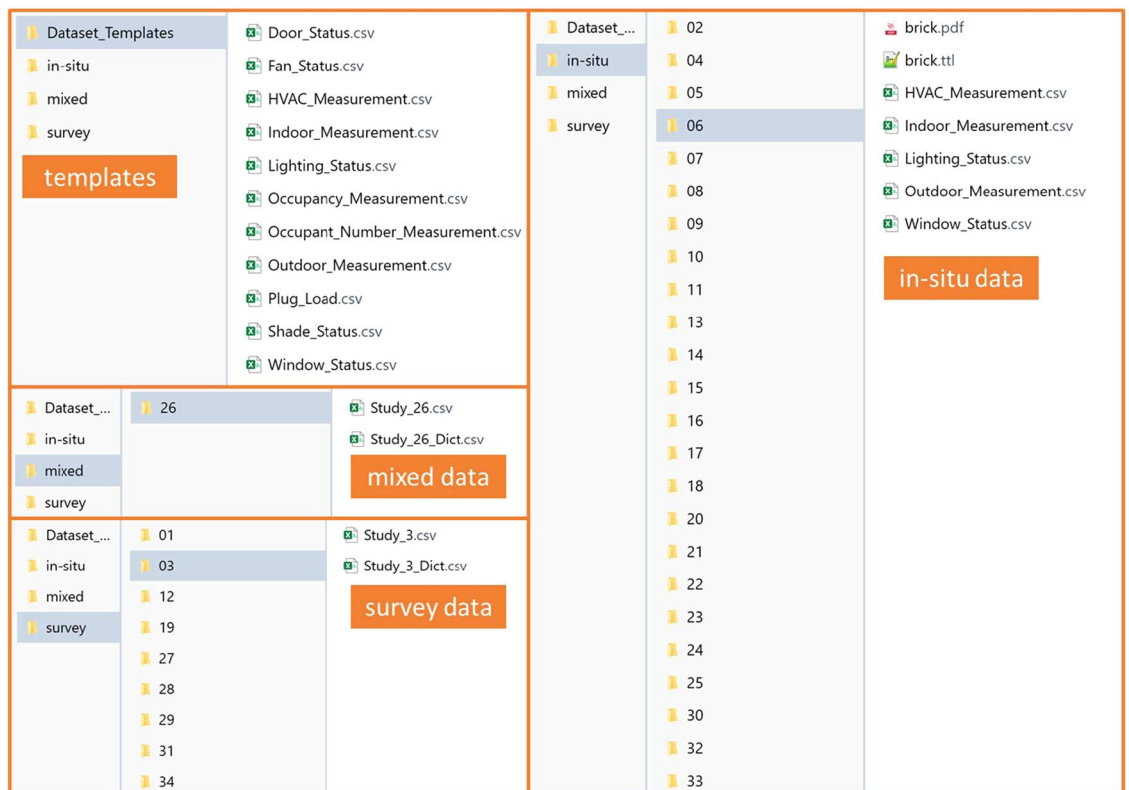 Dataset_Templates
in-situ
mixed
survey
templates
Door_Status.csv
Fan_Status.csv
HVAC_Measurement.csv
Indoor_Measurement.csv
Lighting_Status.csv
Occupancy_Measurement.csv
Occupant_Number_Measurement.csv
Outdoor_Measurement.csv
Plug_Load.csv
Shade_Status.csv
Window_Status.csv
Dataset_...
in-situ
mixed
survey
26
Study_26.csv
Study_26_Dict.csv
mixed data
Dataset_...
in-situ
mixed
survey
01
03
12
19
27
28
29
31
34
Study_3.csv
Study_3_Dict.csv
survey data
Dataset_...
in-situ
mixed
survey
02
04
05
06
07
08
09
10
11
13
14
15
16
17
18
20
21
22
23
24
25
30
32
33
brick.pdf
brick.ttl
HVAC_Measurement.csv
Indoor_Measurement.csv
Lighting_Status.csv
Outdoor_Measurement.csv
Window_Status.csv
in-situ data